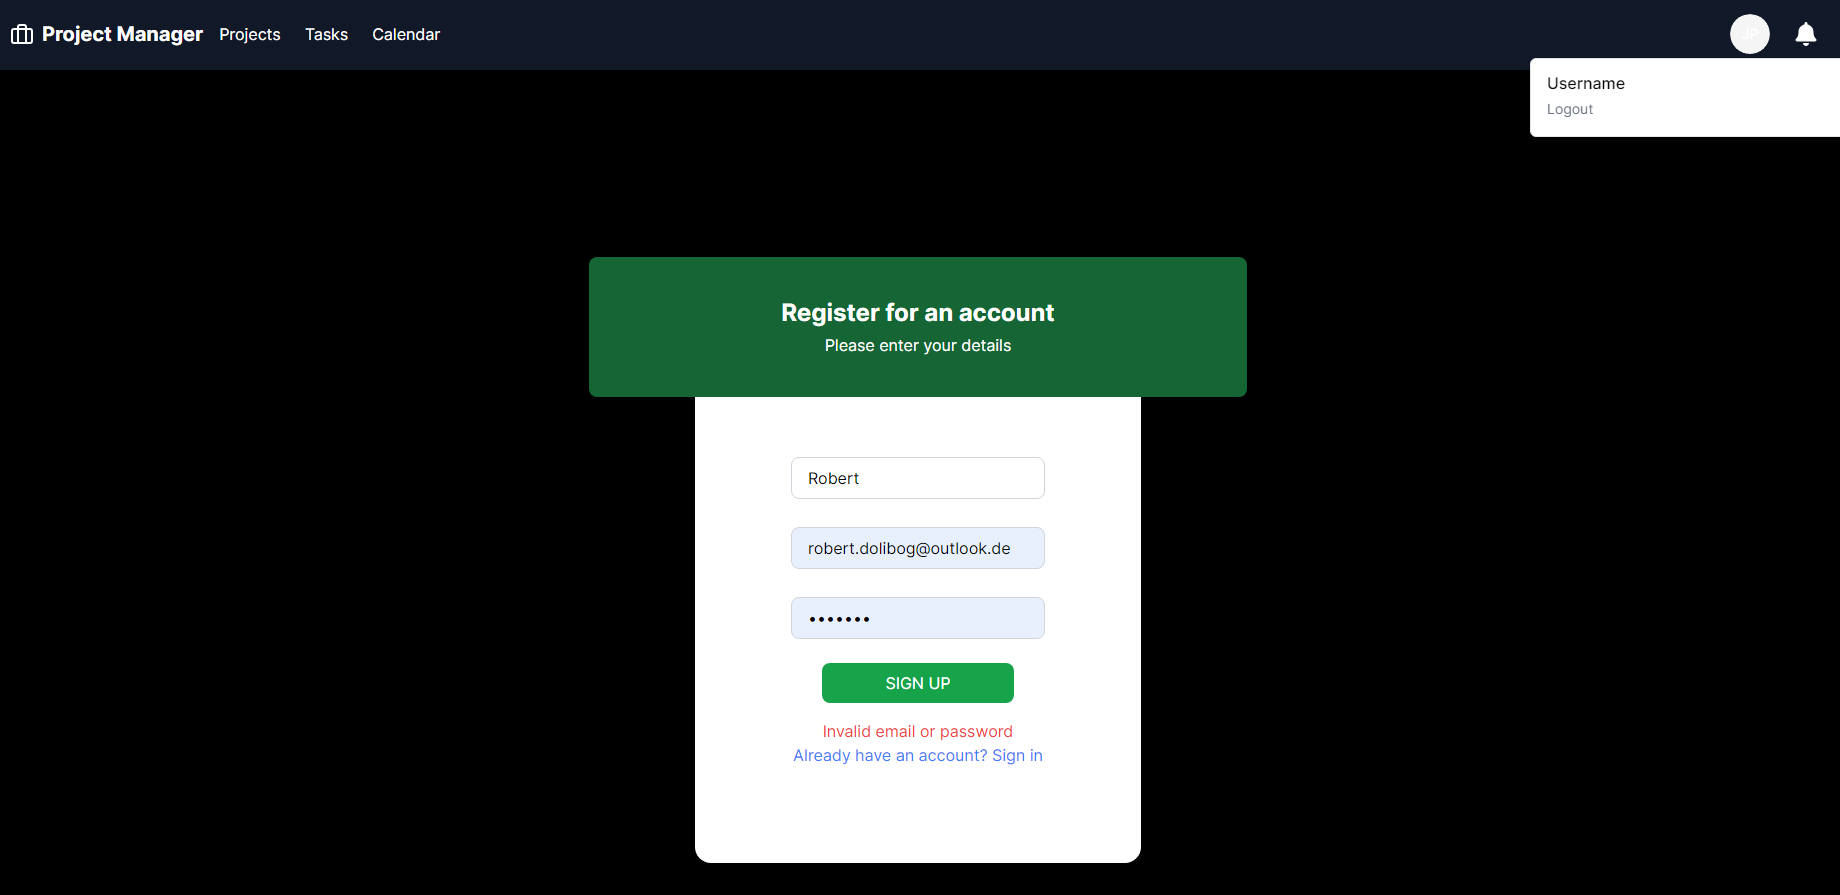 Project Manager Projects Tasks Calendar JP
Username
Logout
Register for an account
Please enter your details
Robert
robert.dolibog@outlook.de
•••••••
SIGN UP
Invalid email or password
Already have an account? Sign in